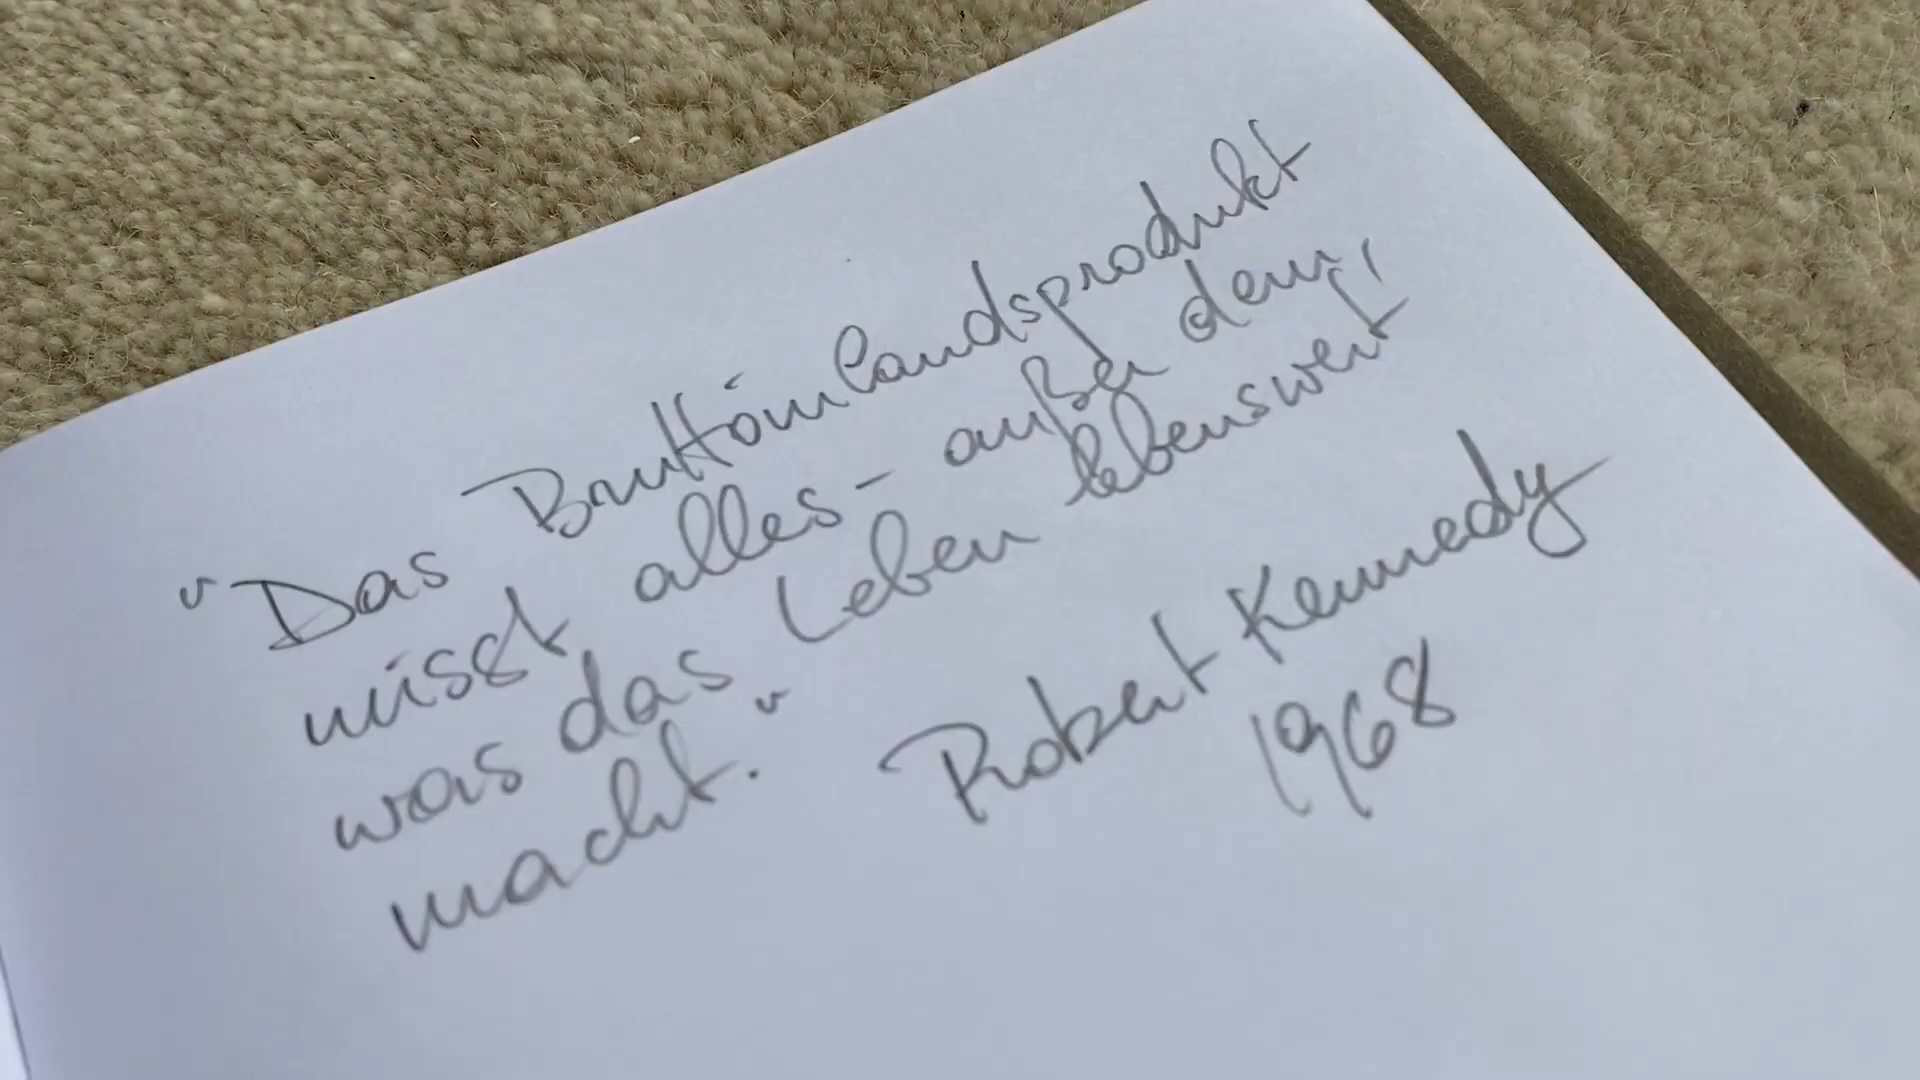 "Das Bruttoinlandsprodukt
misst alles - außer dem,
was das Leben lebenswert
macht." Robert Kennedy
1968